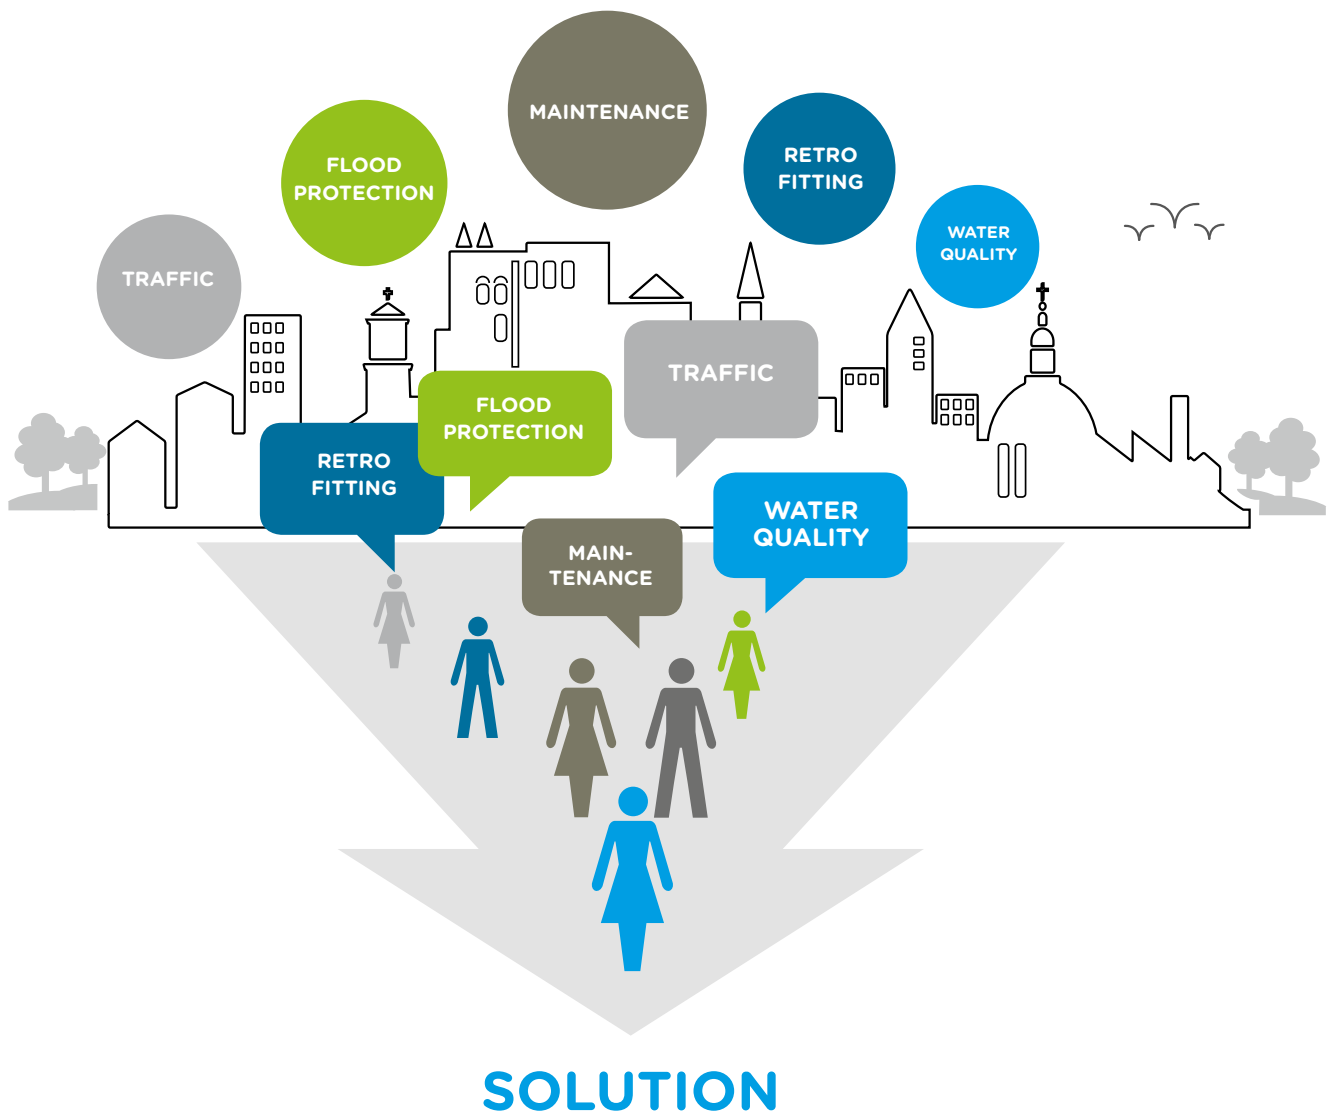 MAINTENANCE
FLOOD
PROTECTION
RETRO
FITTING
WATER
QUALITY
TRAFFIC
TRAFFIC
FLOOD
PROTECTION
RETRO
FITTING
WATER
QUALITY
MAIN-
TENANCE
SOLUTION